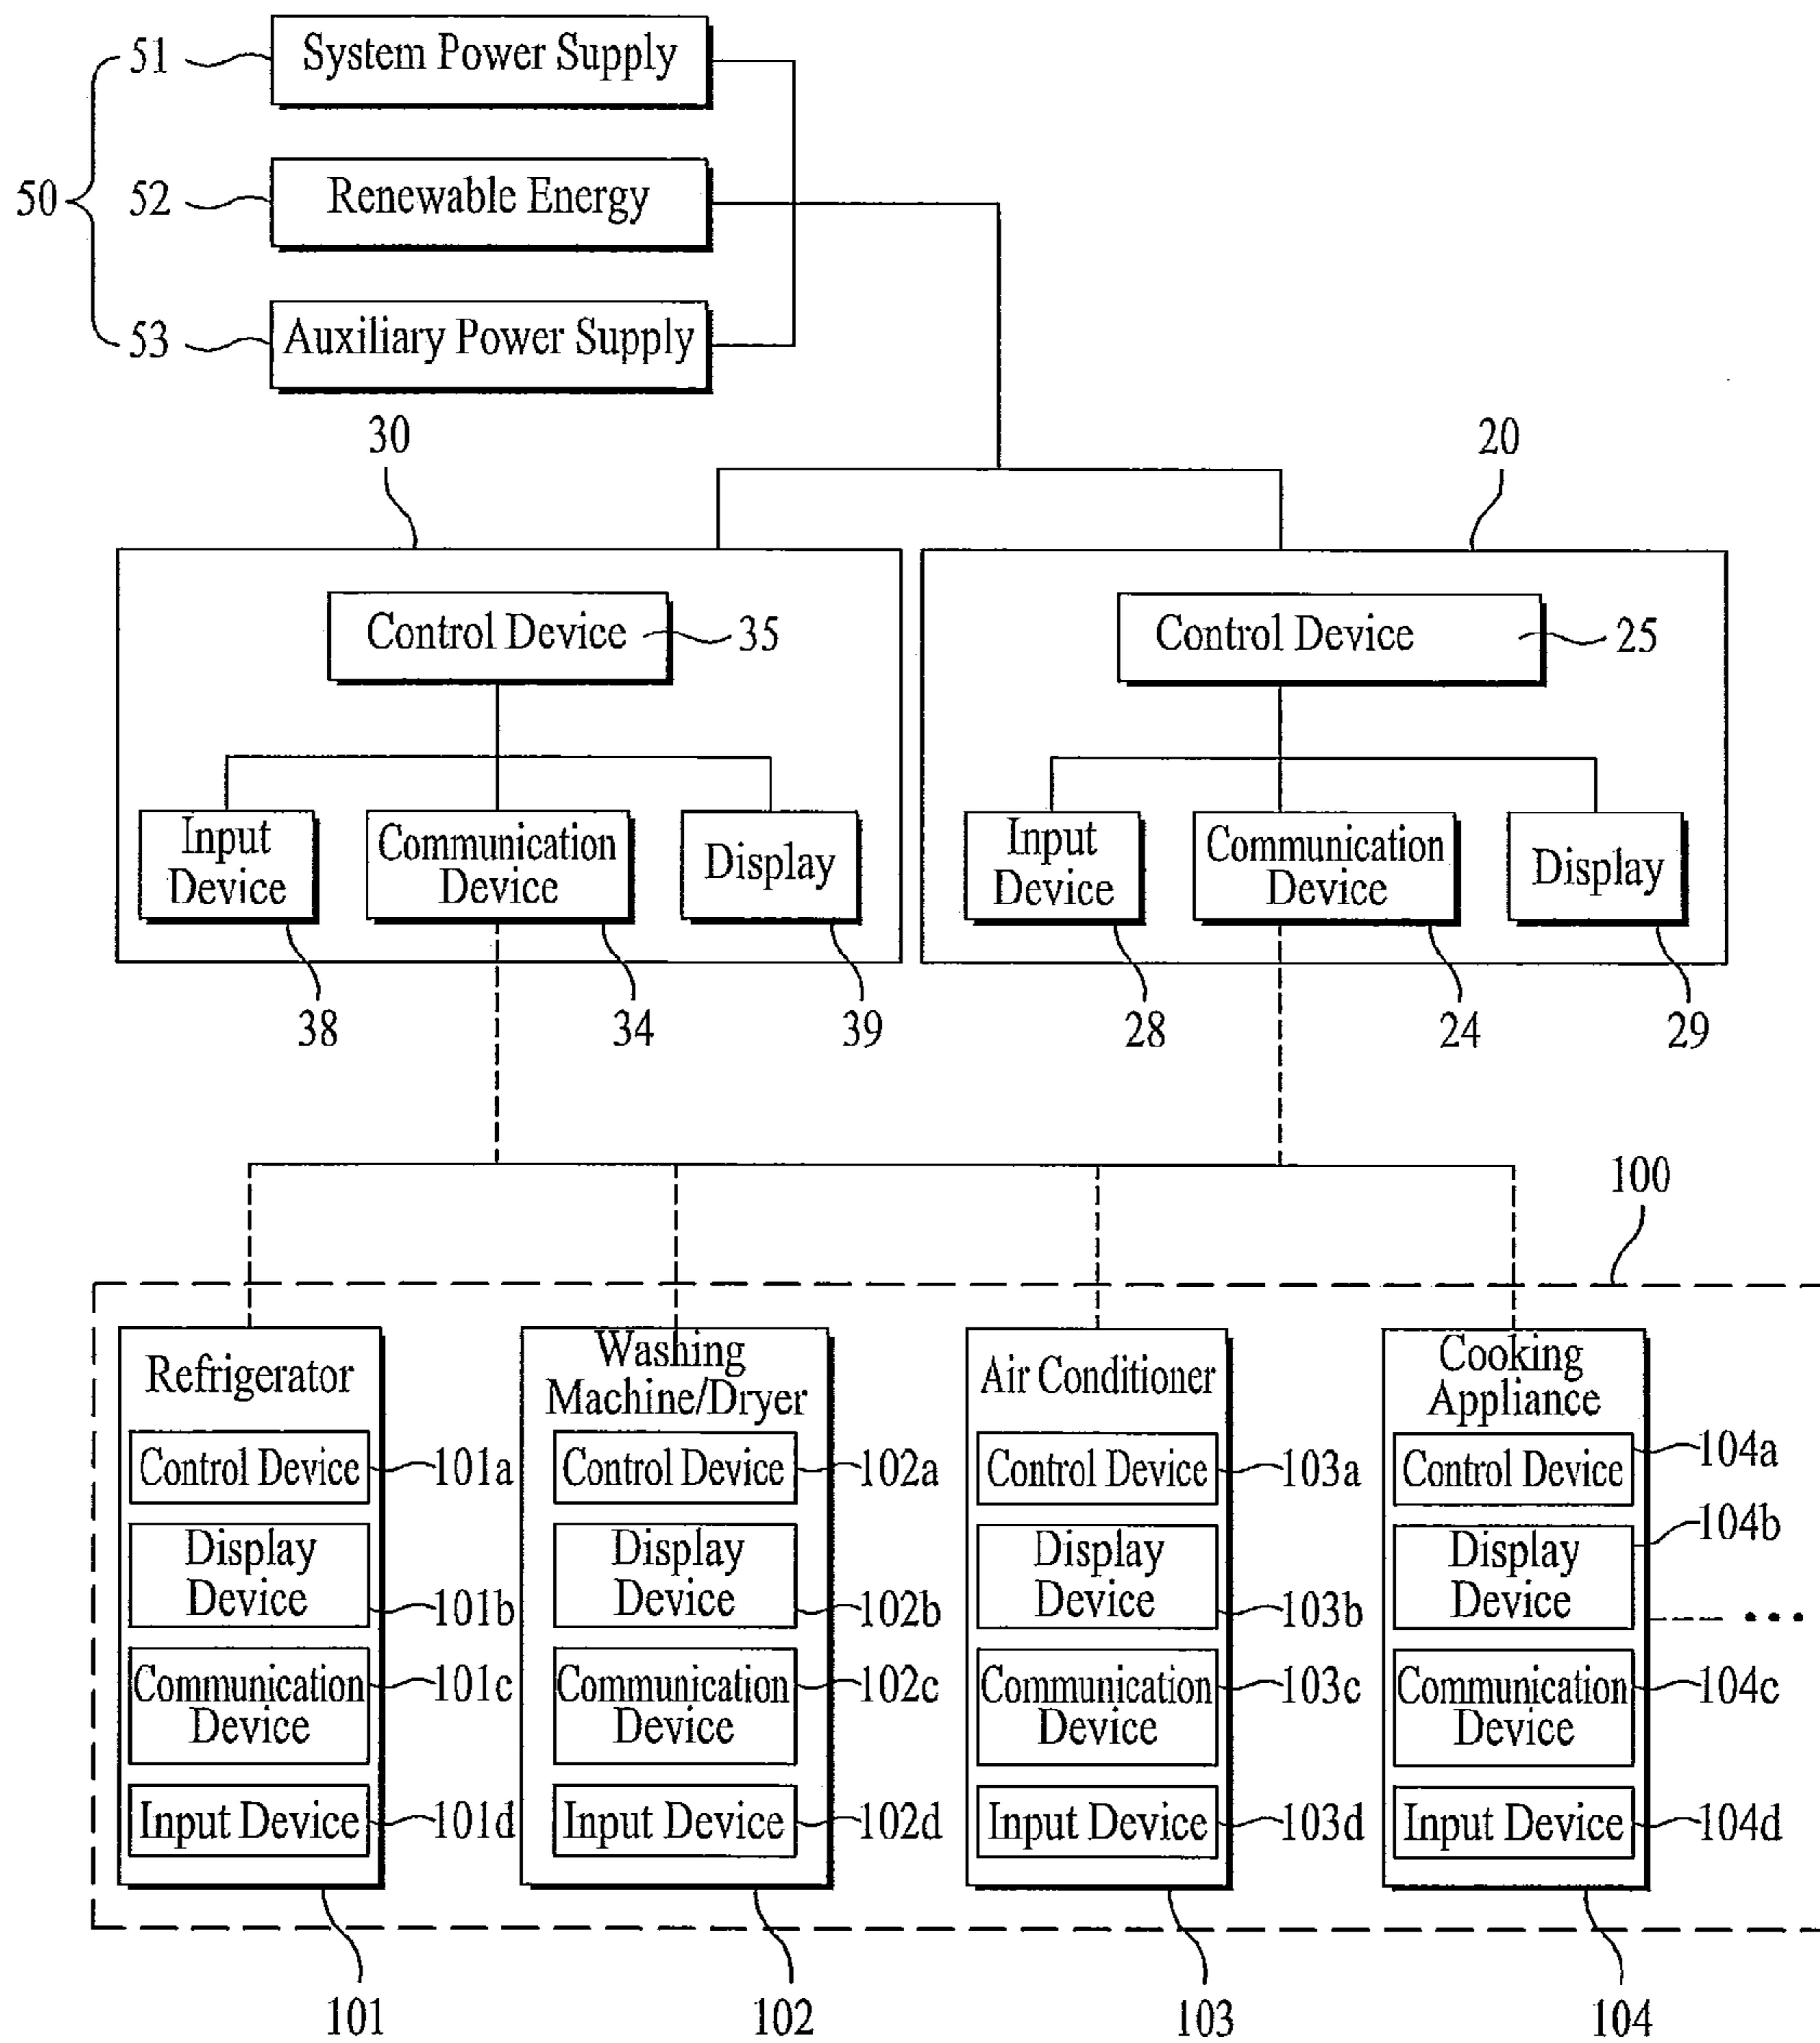 51
System Power Supply
50
52
Renewable Energy
53
Auxiliary Power Supply
30
20
Control Device
35
Control Device
25
Input
Device
Communication
Device
Display
Input
Device
Communication
Device
Display
38
34
39
28
24
29
100
Refrigerator
Control Device
101a
Display
Device
101b
Communication
Device
101c
Input Device
101d
Washing
Machine/Dryer
Control Device
102a
Display
Device
102b
Communication
Device
102c
Input Device
102d
Air Conditioner
Control Device
103a
Display
Device
103b
Communication
Device
103c
Input Device
103d
Cooking
Appliance
Control Device
104a
Display
Device
104b
...
Communication
Device
104c
Input Device
104d
101
102
103
104